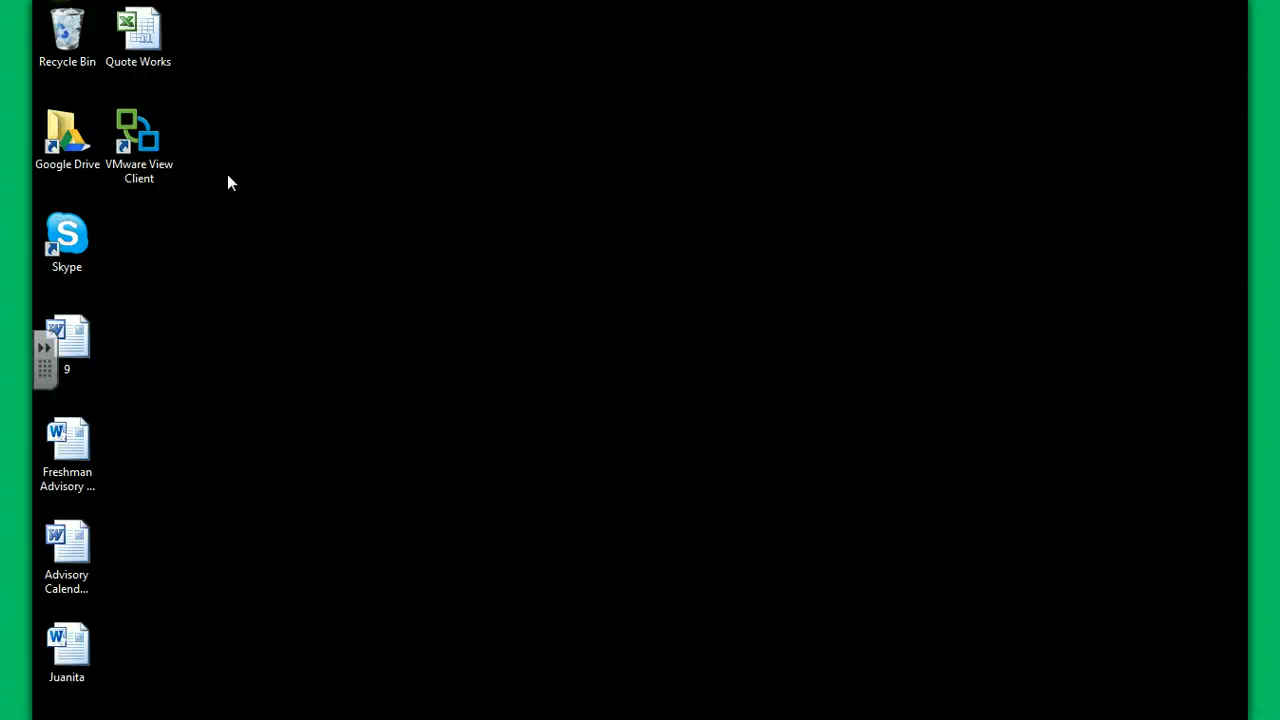 Recycle Bin
Quote Works
Google Drive
VMware View
Client
S
Skype
9
Freshman
Advisory ...
Advisory
Calend...
Juanita